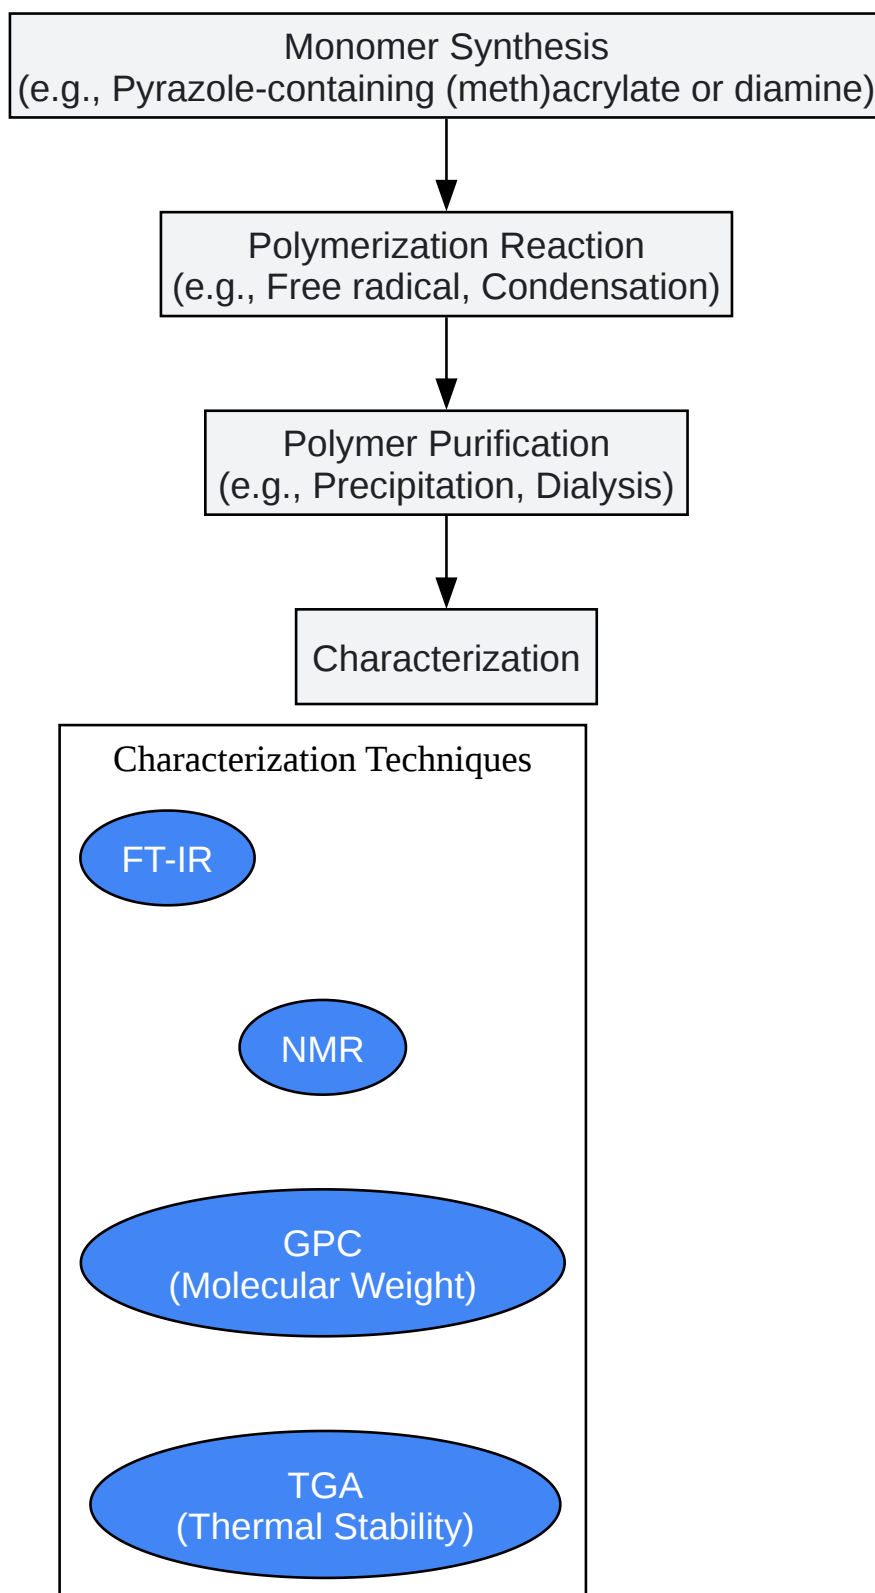 Monomer Synthesis
(e.g., Pyrazole-containing (meth)acrylate or diamine)
Polymerization Reaction
(e.g., Free radical, Condensation)
Polymer Purification
(e.g., Precipitation, Dialysis)
Characterization
Characterization Techniques
FT-IR
NMR
GPC
(Molecular Weight)
TGA
(Thermal Stability)